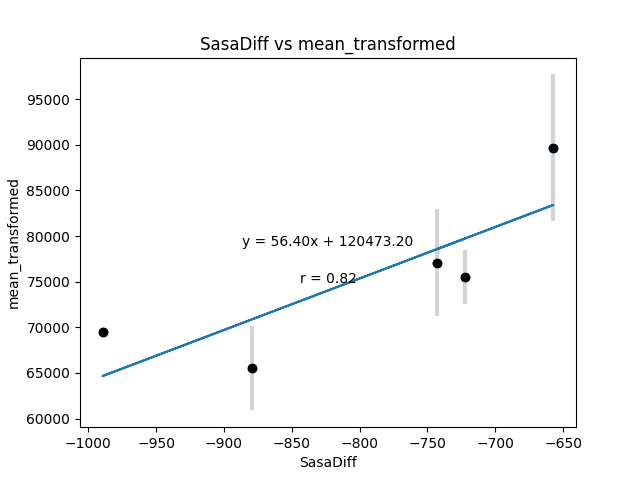 SasaDiff vs mean_transformed
mean_transformed
95000
90000
85000
80000
75000
70000
65000
60000
y = 56.40x + 120473.20
r = 0.82
−1000 −950 −900 −850 −800 −750 −700 −650
SasaDiff